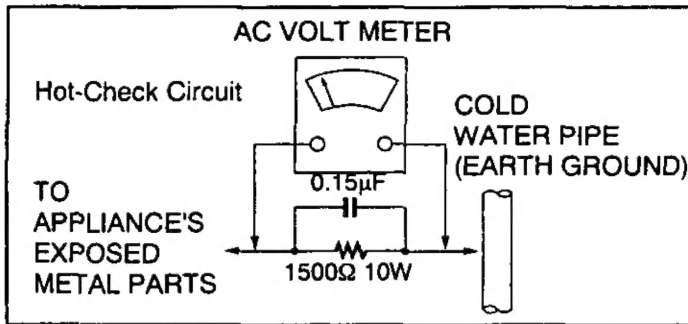 AC VOLT METER
Hot-Check Circuit
COLD
WATER PIPE
(EARTH GROUND)
0.15µF
TO
APPLIANCE'S
EXPOSED
METAL PARTS
1500Ω 10W